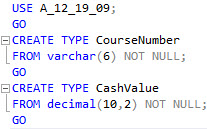 USE A_12_19_09;
GO
CREATE TYPE CourseNumber
FROM varchar(6) NOT NULL;
GO
CREATE TYPE CashValue
FROM decimal(10,2) NOT NULL;
GO